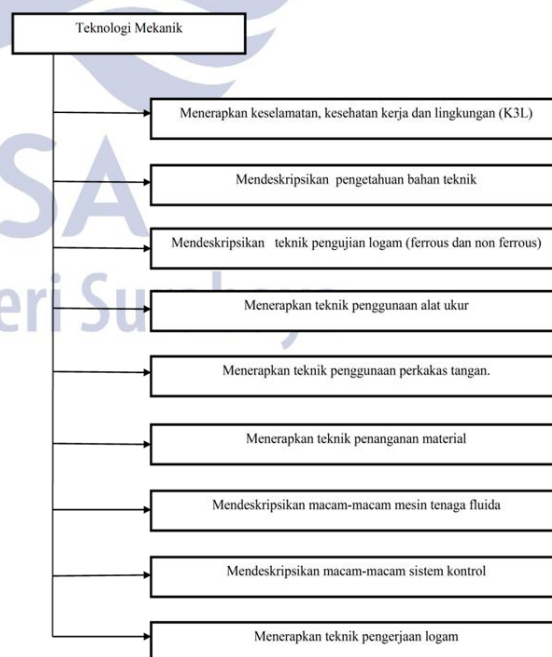 Teknologi Mekanik
Menerapkan keselamatan, kesehatan kerja dan lingkungan (K3L)
Mendeskripsikan pengetahuan bahan teknik
Mendeskripsikan teknik pengujian logam (ferrous dan non ferrous)
Menerapkan teknik penggunaan alat ukur
Menerapkan teknik penggunaan perkakas tangan.
Menerapkan teknik penanganan material
Mendeskripsikan macam-macam mesin tenaga fluida
Mendeskripsikan macam-macam sistem kontrol
Menerapkan teknik pengerjaan logam